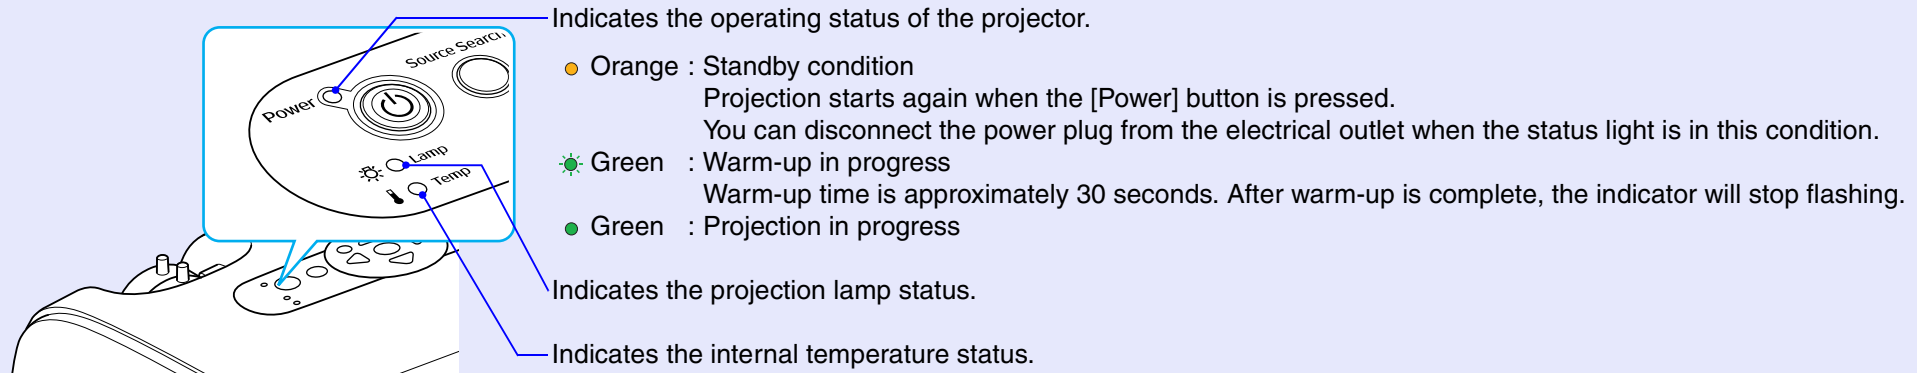 Indicates the operating status of the projector.
Source Search
Orange : Standby condition
Projection starts again when the [Power] button is pressed.
Power
You can disconnect the power plug from the electrical outlet when the status light is in this condition.
Lamp
Green : Warm-up in progress
Temp
Warm-up time is approximately 30 seconds. After warm-up is complete, the indicator will stop flashing.
Green : Projection in progress
Indicates the projection lamp status.
Indicates the internal temperature status.